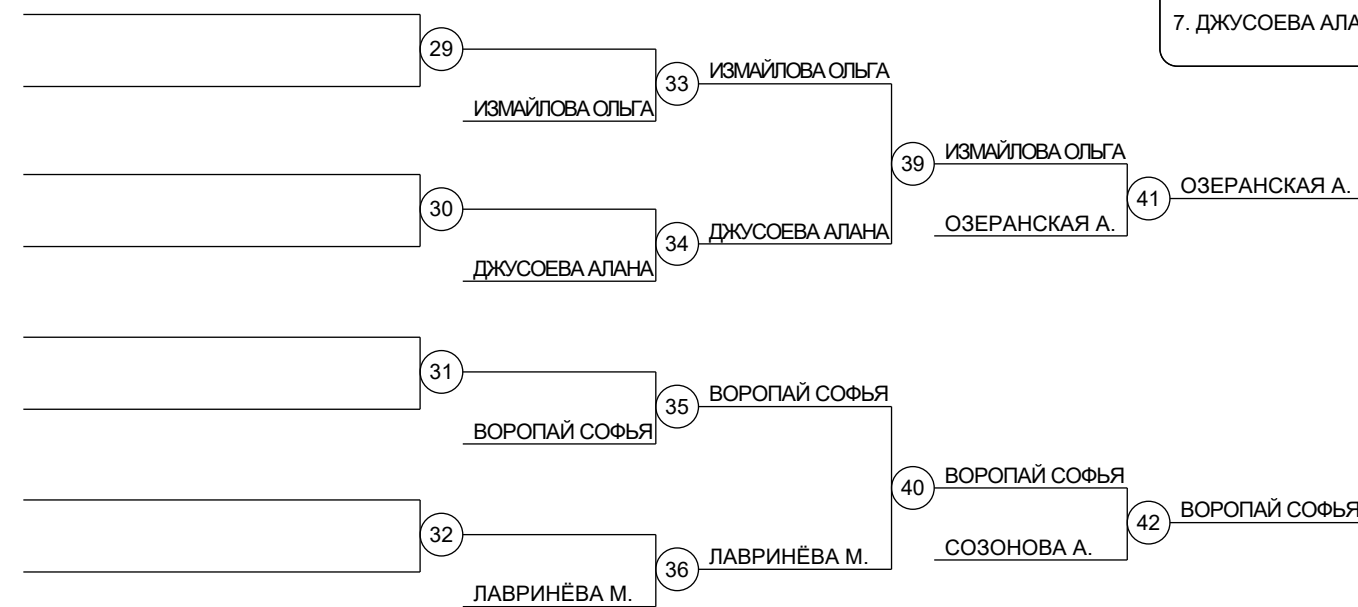 7. ДЖУСОЕВА АЛА
29
33
ИЗМАЙЛОВА ОЛЬГА
ИЗМАЙЛОВА ОЛЬГА
39
ИЗМАЙЛОВА ОЛЬГА
41
ОЗЕРАНСКАЯ А.
30
34
ДЖУСОЕВА АЛАНА
ОЗЕРАНСКАЯ А.
ДЖУСОЕВА АЛАНА
31
35
ВОРОПАЙ СОФЬЯ
ВОРОПАЙ СОФЬЯ
40
ВОРОПАЙ СОФЬЯ
42
ВОРОПАЙ СОФЬЯ
32
36
ЛАВРИНЁВА М.
СОЗОНОВА А.
ЛАВРИНЁВА М.